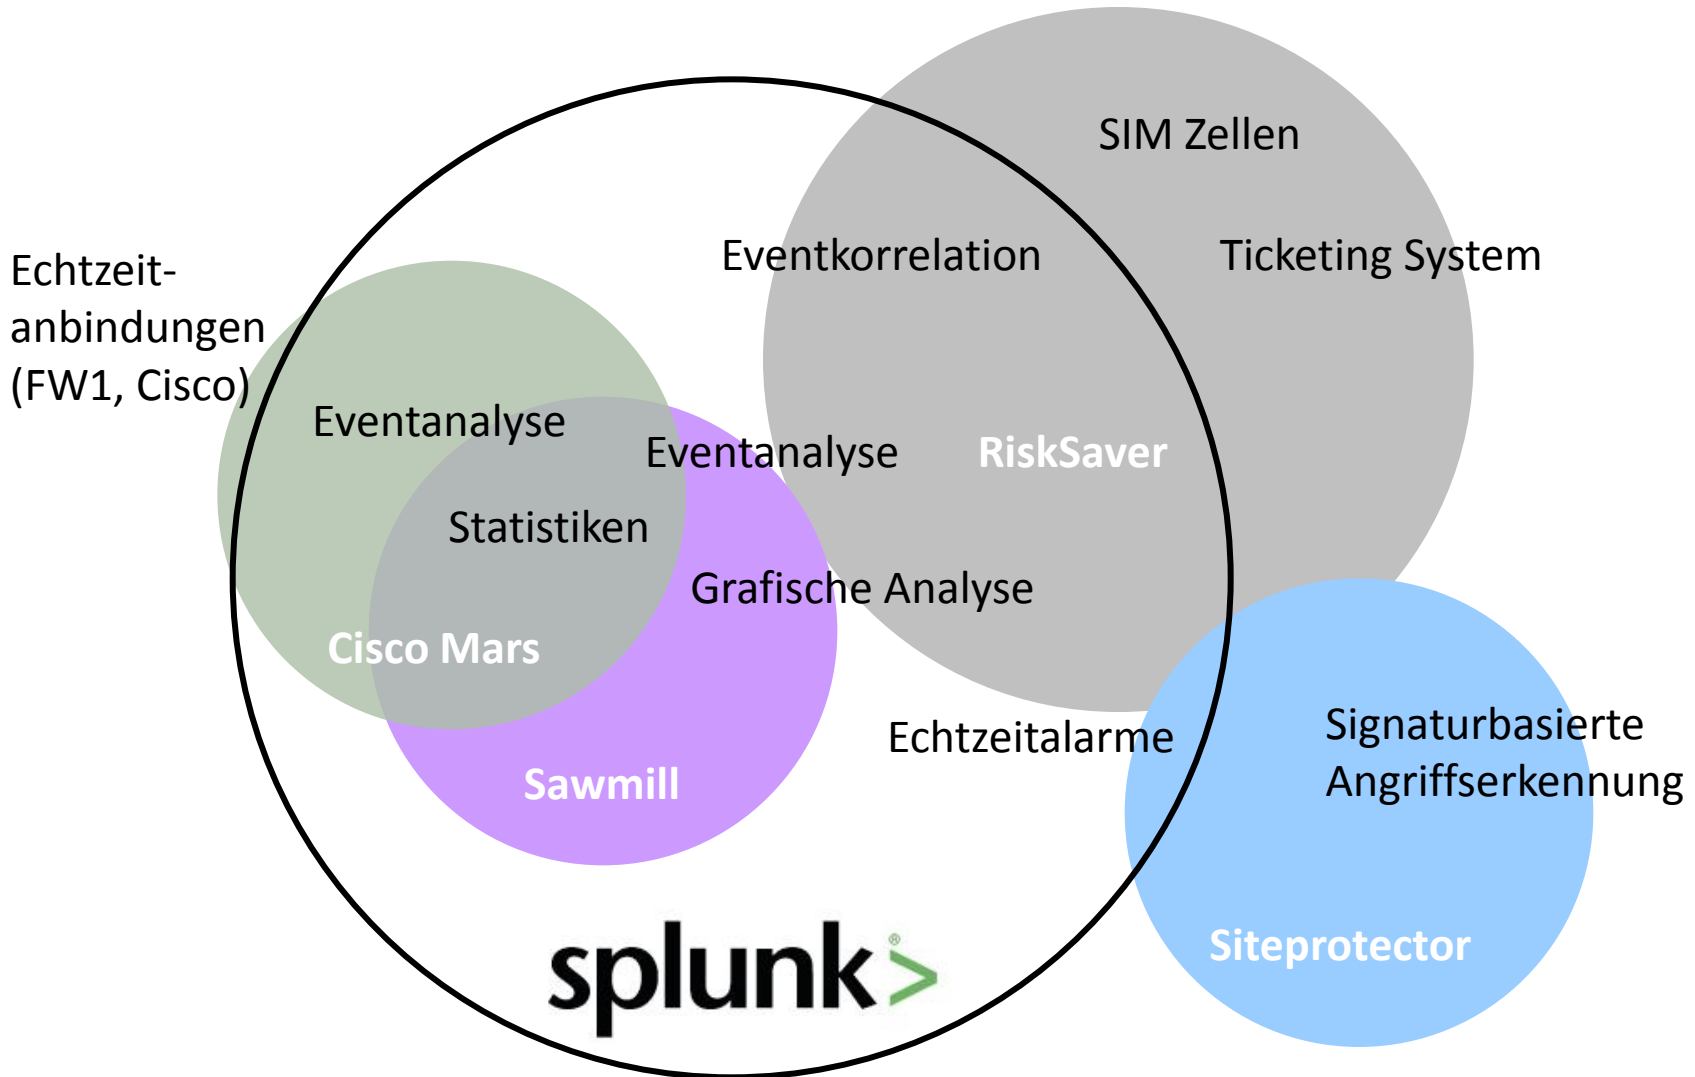 SIM Zellen
Eventkorrelation
Ticketing System
Echtzeit-
anbindungen
(FW1, Cisco)
Eventanalyse
Eventanalyse
RiskSaver
Statistiken
Grafische Analyse
Cisco Mars
Echtzeitalarme
Signaturbasierte
Angriffserkennung
Sawmill
Siteprotector
splunk>®